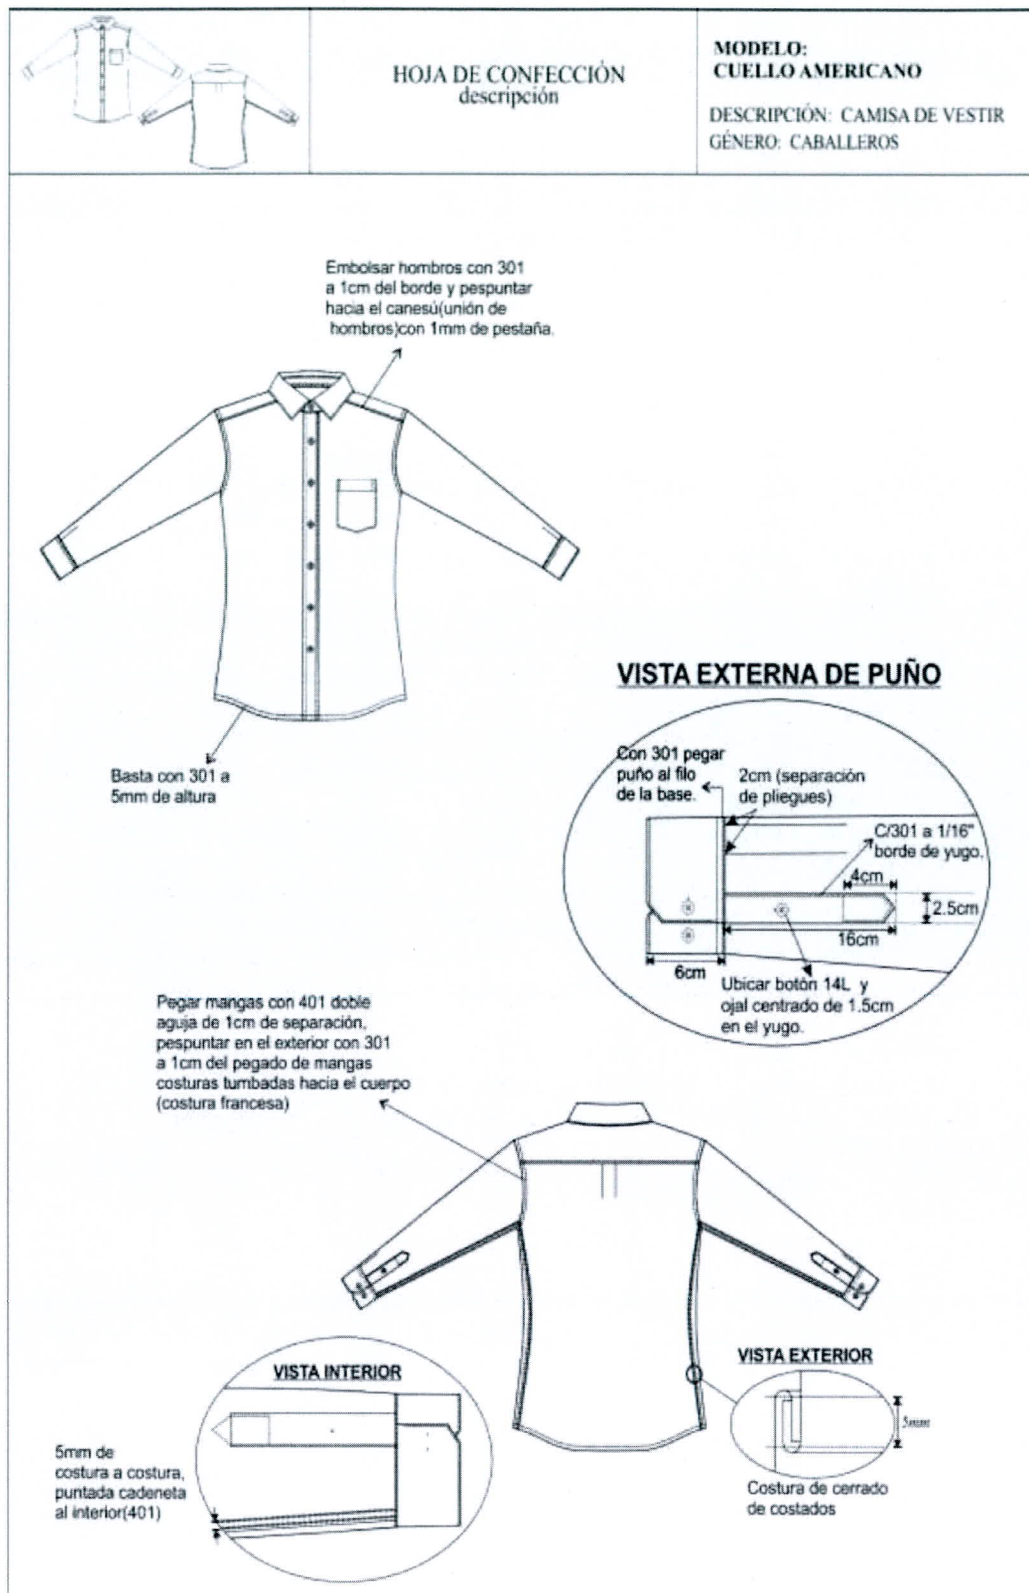 HOJA DE CONFECCIÓN
descripción
MODELO:
CUELLO AMERICANO
DESCRIPCIÓN: CAMISA DE VESTIR
GÉNERO: CABALLEROS
Embolsar hombros con 301
a 1cm del borde y pespuntar
hacia el canesú(unión de
hombros)con 1mm de pestaña.
Basta con 301 a
5mm de altura
VISTA EXTERNA DE PUÑO
Con 301 pegar
puño al filo
de la base.
2cm (separación
de pliegues)
C/301 a 1/16"
borde de yugo.
4cm
2.5cm
16cm
6cm
Ubicar botón 14L y
ojal centrado de 1.5cm
en el yugo.
Pegar mangas con 401 doble
aguja de 1cm de separación,
pespuntar en el exterior con 301
a 1cm del pegado de mangas
costuras tumbadas hacia el cuerpo
(costura francesa)
VISTA INTERIOR
5mm de
costura a costura,
puntada cadeneta
al interior(401)
VISTA EXTERIOR
5mm
Costura de cerrado
de costados